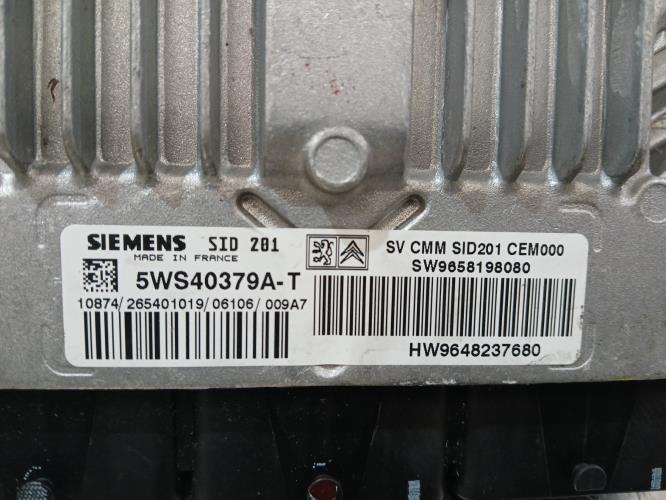 SIEMENS SID 201
MADE IN FRANCE
5WS40379A-T
10874/265401019/06106/009A7
SV CMM SID201 CEM000
SW9658198080
HW9648237680